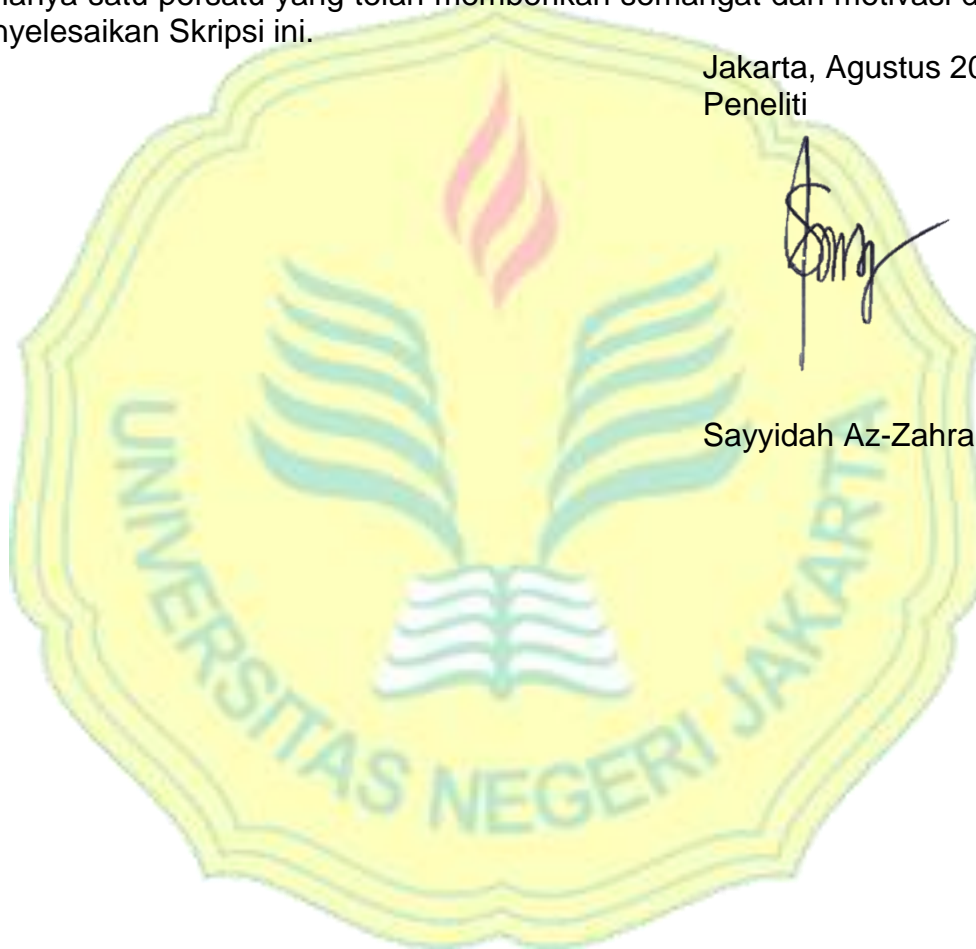 satu persatu yang telah memberikan semangat dan motivasi
nyelesaikan Skripsi ini.
Jakarta, Agustus 20
Peneliti
Sayyidah Az-Zahra
UNIVERSITAS NEGERI JAKARTA